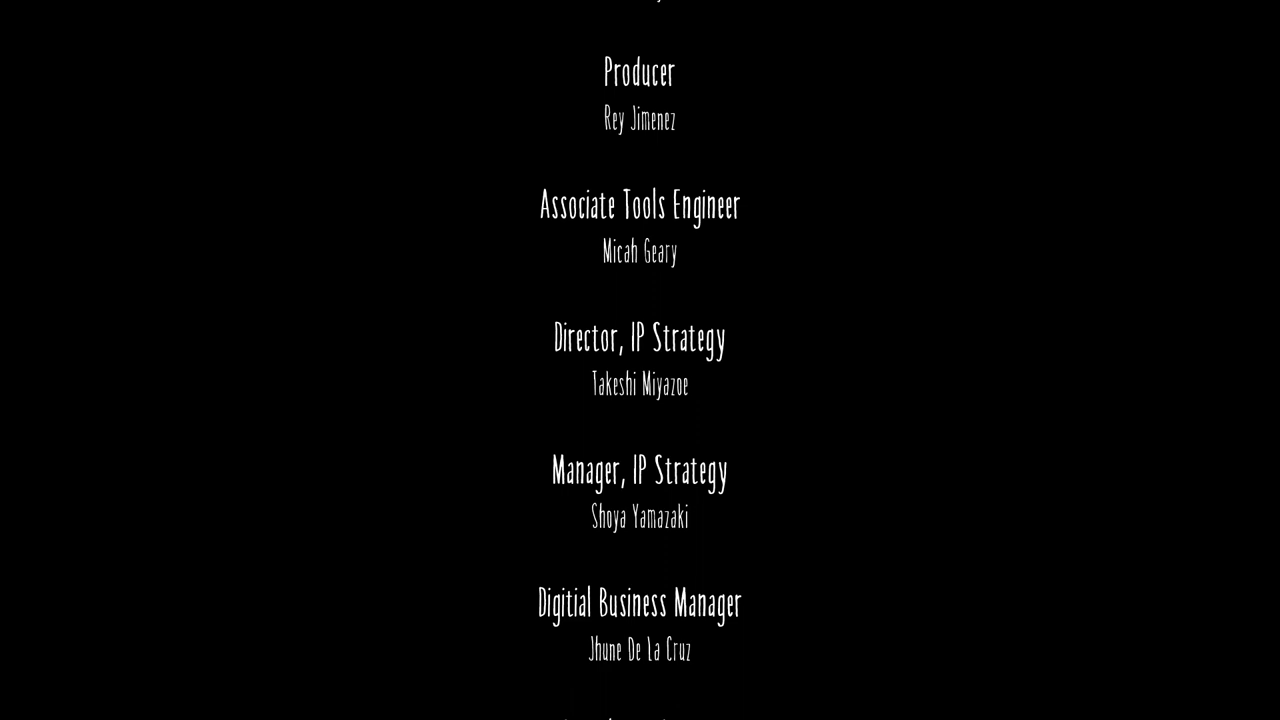 Producer
Rey Jimenez
Associate Tools Engineer
Micah Geary
Director, IP Strategy
Takeshi Miyazoe
Manager, IP Strategy
Shoya Yamazaki
Digitial Business Manager
Jhune De La Cruz